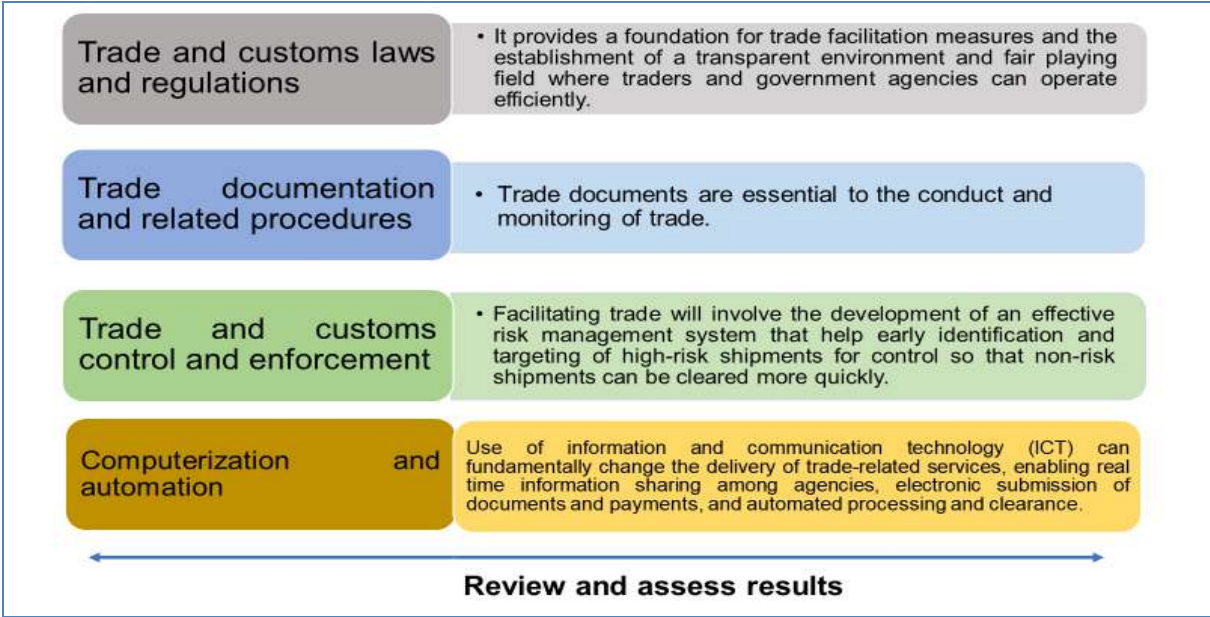 Trade and customs laws
and regulations
• It provides a foundation for trade facilitation measures and the
establishment of a transparent environment and fair playing
field where traders and government agencies can operate
efficiently.
Trade documentation
and related procedures
• Trade documents are essential to the conduct and
monitoring of trade.
Trade and customs
control and enforcement
• Facilitating trade will involve the development of an effective
risk management system that help early identification and
targeting of high-risk shipments for control so that non-risk
shipments can be cleared more quickly.
Computerization and
automation
Use of information and communication technology (ICT) can
fundamentally change the delivery of trade-related services, enabling real
time information sharing among agencies, electronic submission of
documents and payments, and automated processing and clearance.
Review and assess results